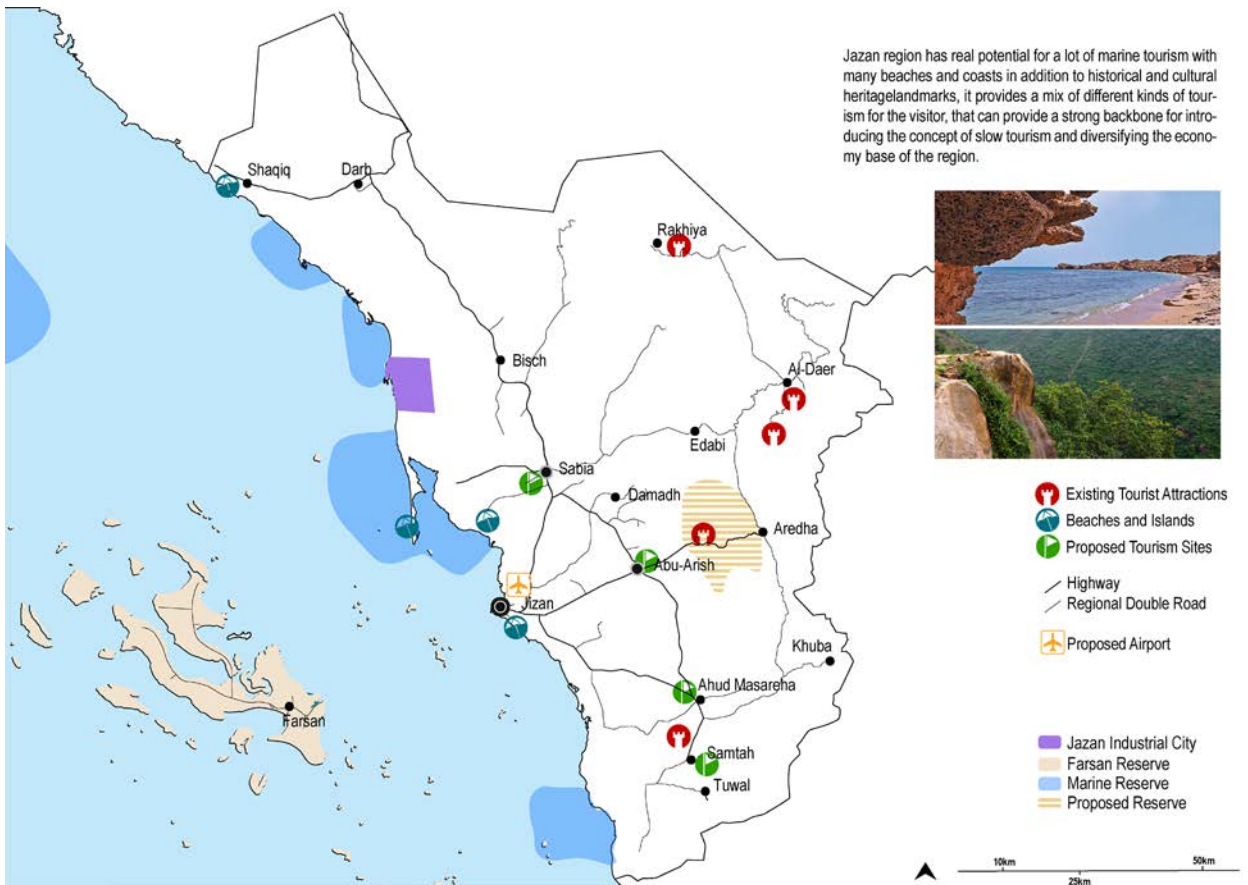 Jazan region has real potential for a lot of marine tourism with
many beaches and coasts in addition to historical and cultural
heritagelandmarks, it provides a mix of different kinds of tour-
ism for the visitor, that can provide a strong backbone for intro-
ducing the concept of slow tourism and diversifying the econo-
my base of the region.
Shaqiq
Darb
Rakhiya
Bisch
Al-Daer
Edabi
Sabia
Damadh
Aredha
Abu-Arish
Jizan
Khuba
Ahud Masareha
Farsan
Samtah
Tuwal
Existing Tourist Attractions
Beaches and Islands
Proposed Tourism Sites
Highway
Regional Double Road
Proposed Airport
Jazan Industrial City
Farsan Reserve
Marine Reserve
Proposed Reserve
10km
50km
25km